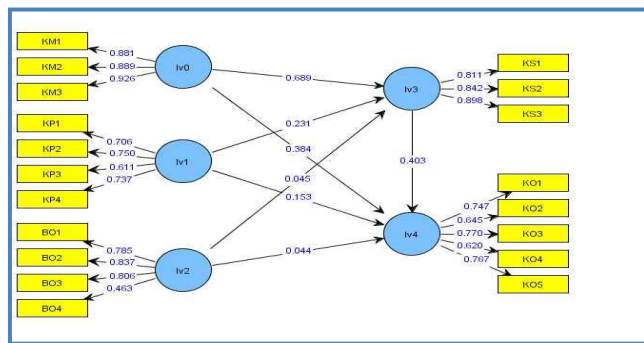 KM1
0.881
KM2
0.889
KM3
0.926
lv0
0.689
lv3
0.811
KS1
0.842
KS2
0.898
KS3
KP1
0.706
KP2
0.750
KP3
0.611
KP4
0.737
lv1
0.231
0.384
0.045
0.153
0.403
BO1
0.785
BO2
0.837
BO3
0.806
BO4
0.463
lv2
0.044
lv4
0.747
KO1
0.645
KO2
0.770
KO3
0.620
KO4
0.767
KO5